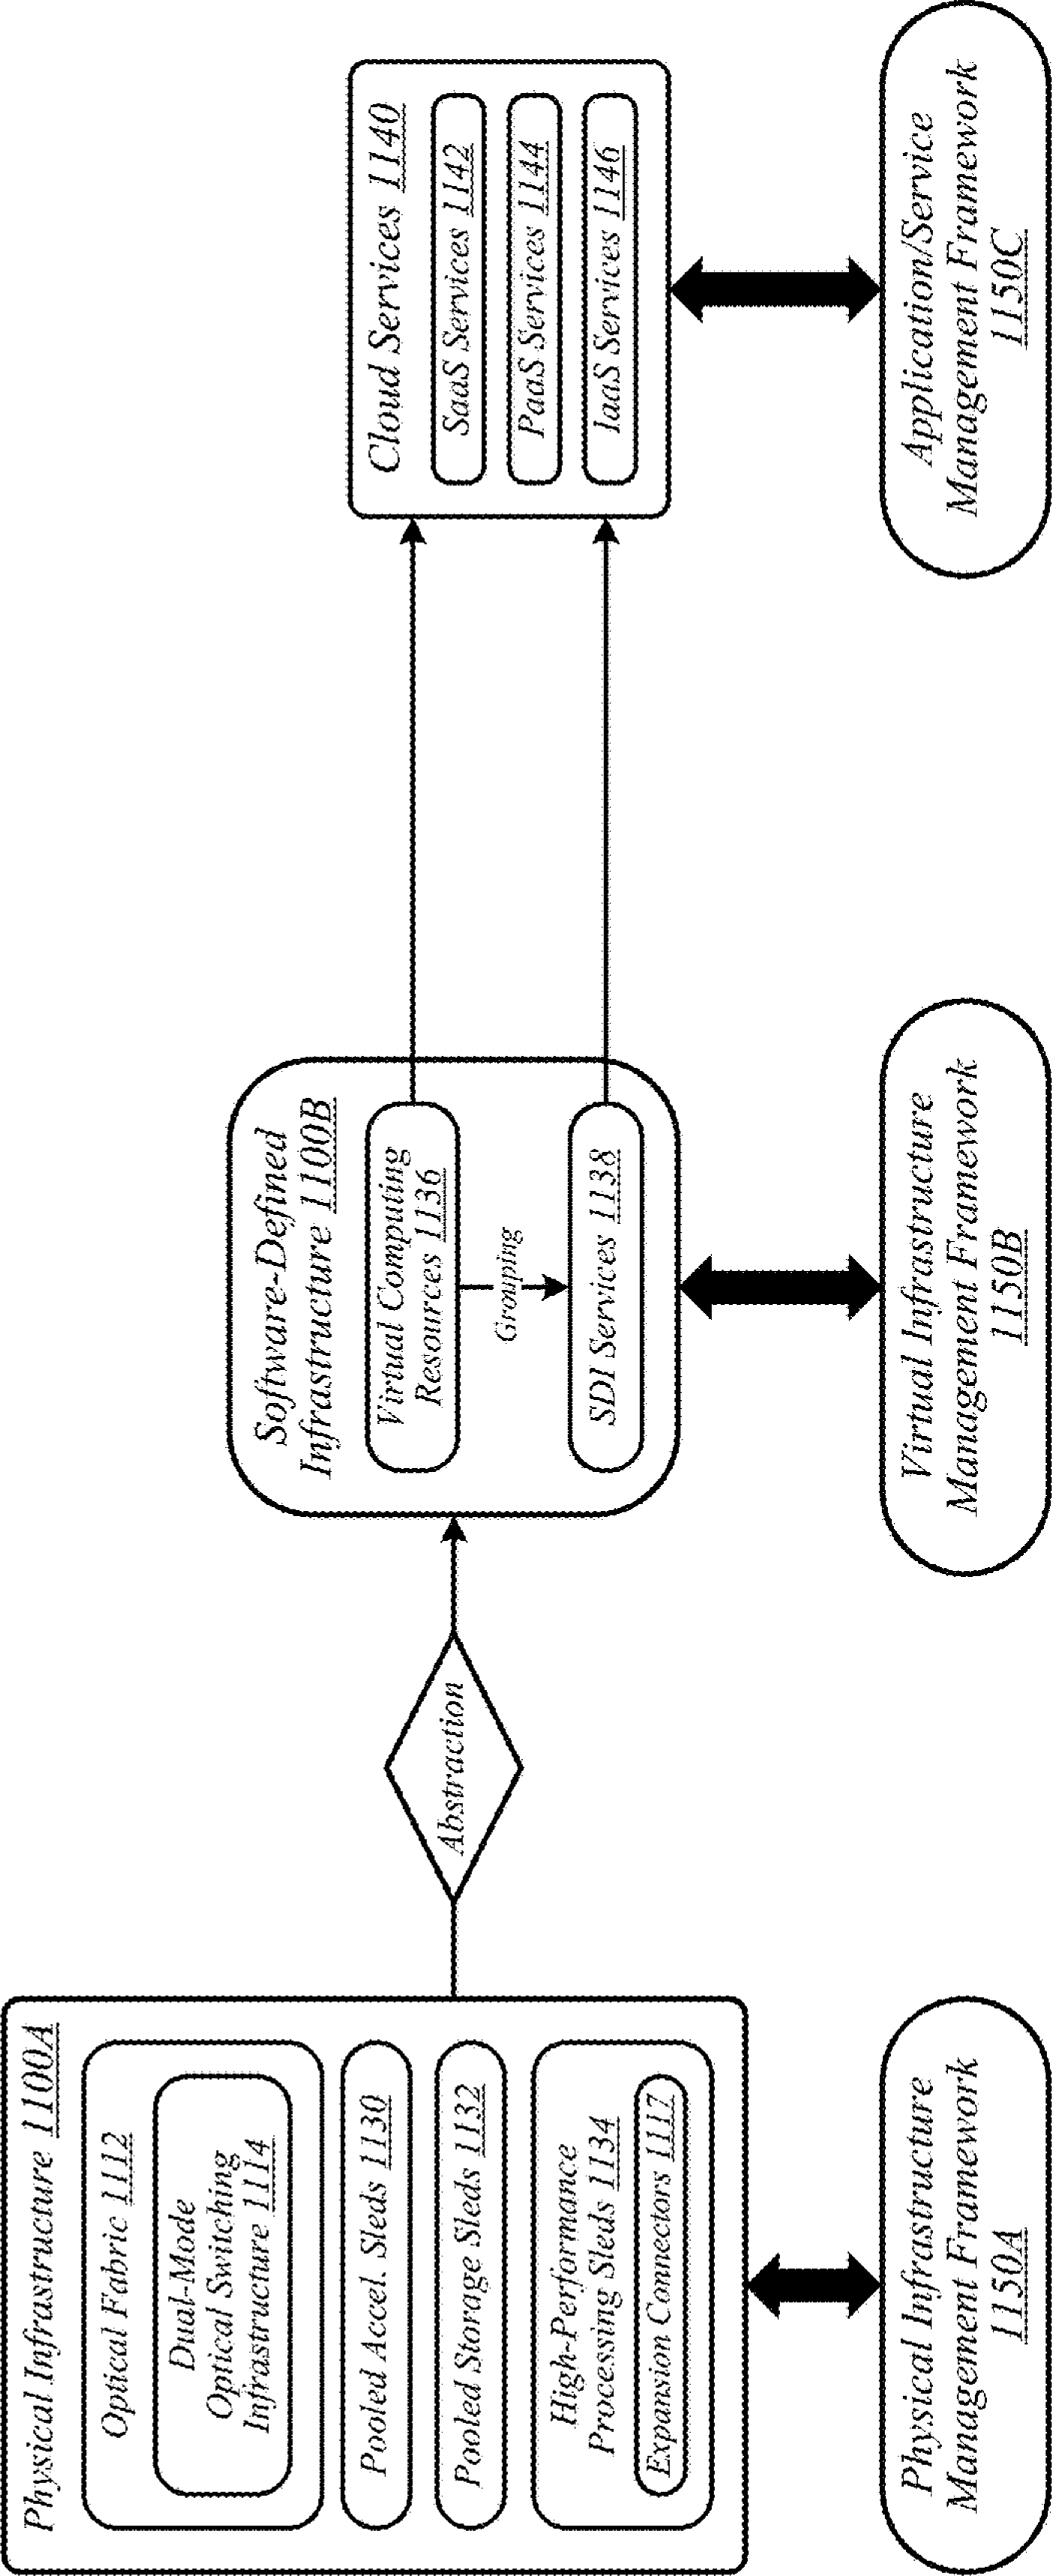 Physical Infrastructure 1100A
Optical Fabric 1112
Dual-Mode
Optical Switching
Infrastructure 1114
Pooled Accel. Sleds 1130
Pooled Storage Sleds 1132
High-Performance
Processing Sleds 1134
Expansion Connectors 1117
Physical Infrastructure
Management Framework
1150A
Abstraction
Software-Defined
Infrastructure 1100B
Virtual Computing
Resources 1136
Grouping
SDI Services 1138
Virtual Infrastructure
Management Framework
1150B
Cloud Services 1140
SaaS Services 1142
PaaS Services 1144
IaaS Services 1146
Application/Service
Management Framework
1150C